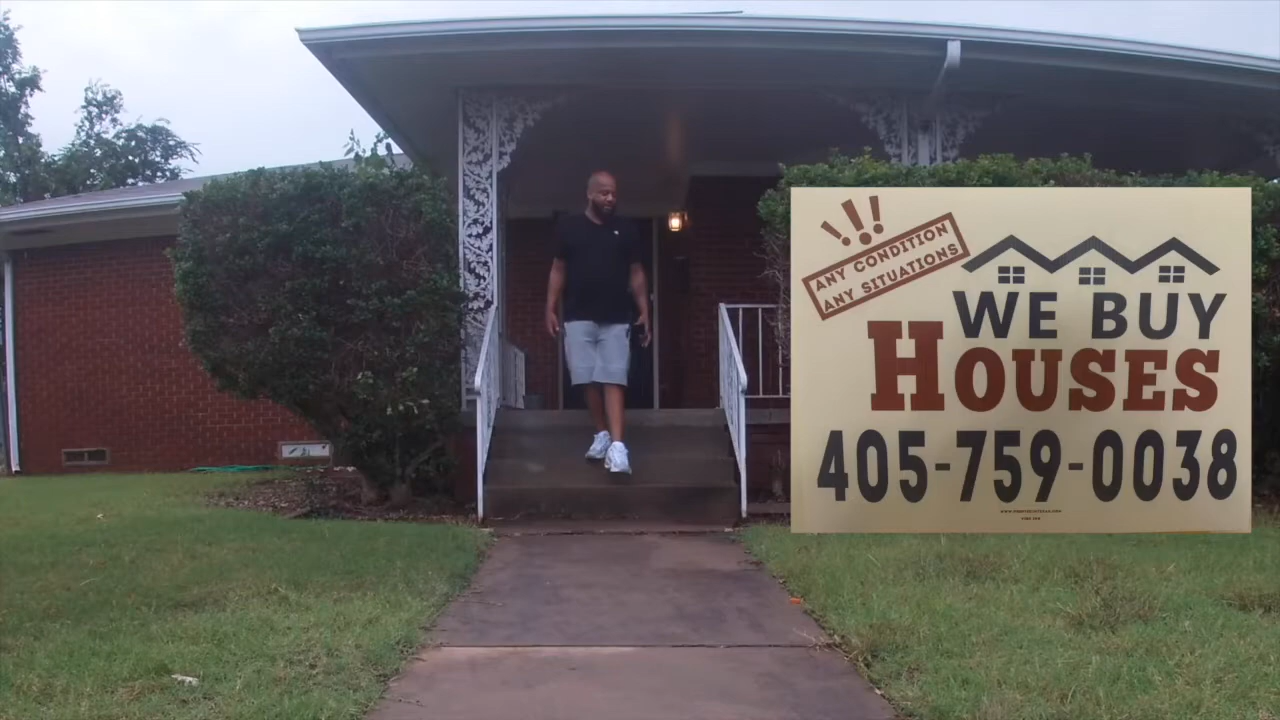 !!!
ANY CONDITION
ANY SITUATIONS
WE BUY
HOUSES
405-759-0038